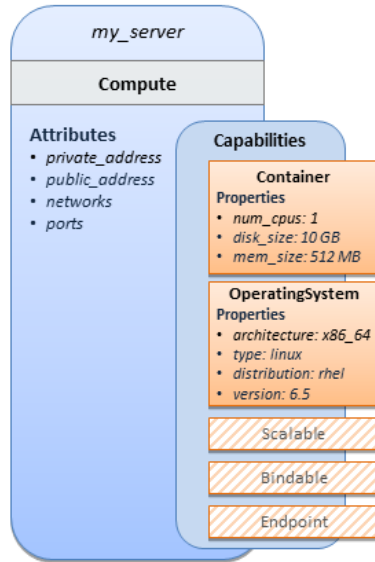 my_server
Compute
Attributes
• private_address
• public_address
• networks
• ports
Capabilities
Container
Properties
• num_cpus: 1
• disk_size: 10 GB
• mem_size: 512 MB
OperatingSystem
Properties
• architecture: x86_64
• type: linux
• distribution: rhel
• version: 6.5
Scalable
Bindable
Endpoint